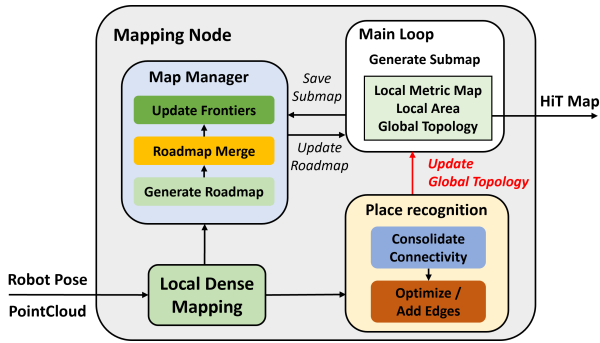 Mapping Node
Main Loop
Generate Submap
Local Metric Map
Local Area
Global Topology
HiT Map
Map Manager
Update Frontiers
Roadmap Merge
Generate Roadmap
Save
Submap
Update
Roadmap
Update
Global Topology
Place recognition
Consolidate
Connectivity
Optimize /
Add Edges
Local Dense
Mapping
Robot Pose
PointCloud